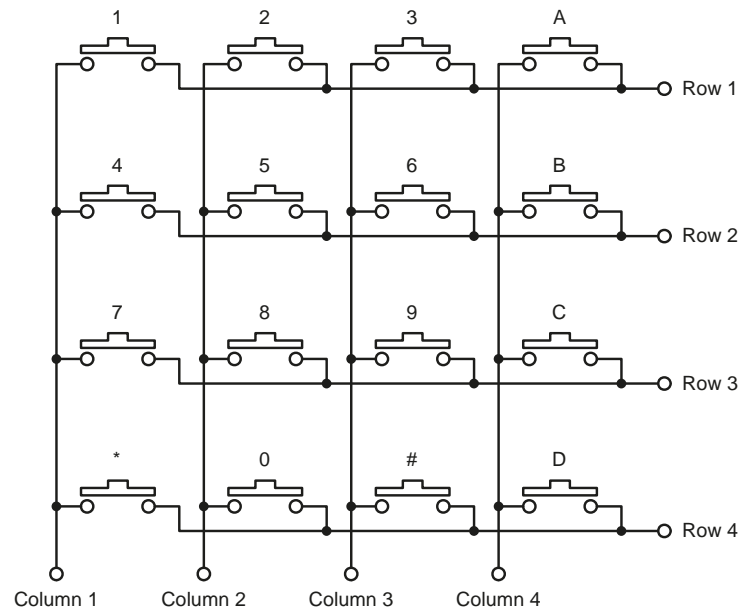 1 2 3 A
Row 1
4 5 6 B
Row 2
7 8 9 C
Row 3
* 0 # D
Row 4
Column 1 Column 2 Column 3 Column 4